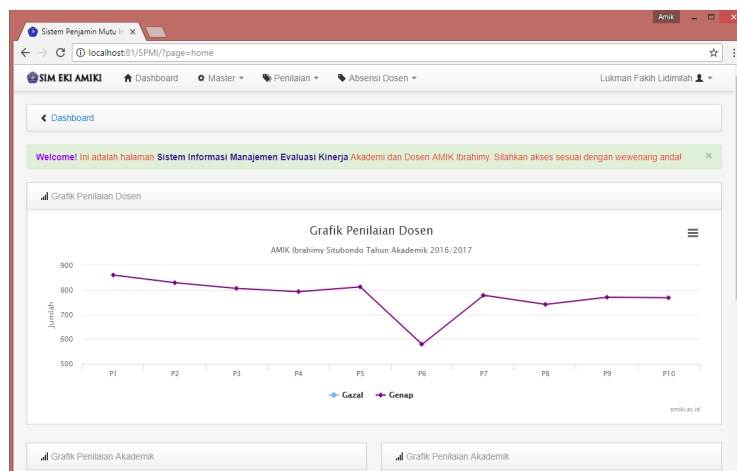 Amik
Sistem Penjamin Mutu In
localhost:81/SPMI/?page=home
SIM EKI AMIKI Dashboard Master Penilaian Absensi Dosen Lukman Fakih Lidimilah
Dashboard
Welcome! Ini adalah halaman Sistem Informasi Manajemen Evaluasi Kinerja Akademi dan Dosen AMIK Ibrahimy. Silahkan akses sesuai dengan wewenang anda! ×
Grafik Penilaian Dosen
Grafik Penilaian Dosen
AMIK Ibrahimy Situbondo Tahun Akademik 2016/2017
900
800
700
600
500
Jumlah
P1 P2 P3 P4 P5 P6 P7 P8 P9 P10
Gazal Genap
amiki.ac.id
Grafik Penilaian Akademik Grafik Penilaian Akademik